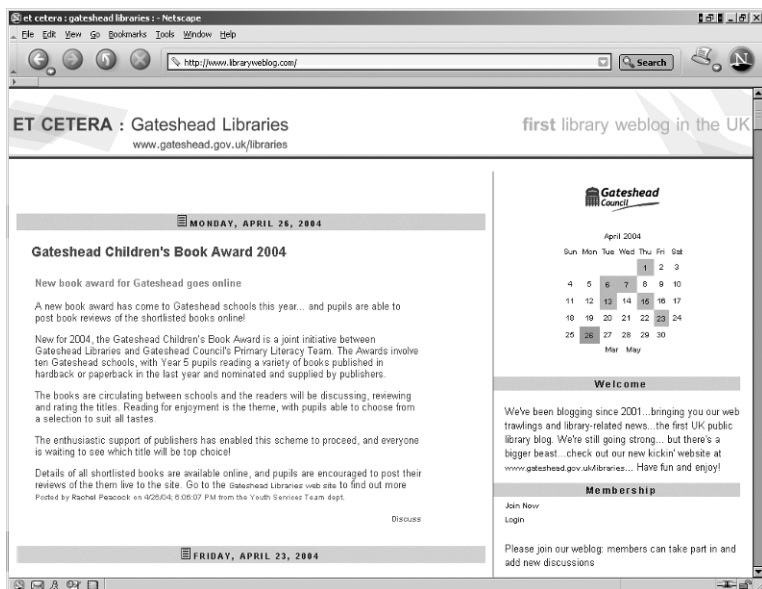 et cetera : gateshead libraries : - Netscape
File Edit View Go Bookmarks Tools Window Help
http://www.libraryweblog.com/
Search
N
ET CETERA : Gateshead Libraries
www.gateshead.gov.uk/libraries
first library weblog in the UK
MONDAY, APRIL 26, 2004
Gateshead Children's Book Award 2004
New book award for Gateshead goes online
A new book award has come to Gateshead schools this year... and pupils are able to
post book reviews of the shortlisted books online!
New for 2004, the Gateshead Children's Book Award is a joint initiative between
Gateshead Libraries and Gateshead Council's Primary Literacy Team. The Awards involve
ten Gateshead schools, with Year 5 pupils reading a variety of books published in
hardback or paperback in the last year and nominated and supplied by publishers.
The books are circulating between schools and the readers will be discussing, reviewing
and rating the titles. Reading for enjoyment is the theme, with pupils able to choose from
a selection to suit all tastes.
The enthusiastic support of publishers has enabled this scheme to proceed, and everyone
is waiting to see which title will be top choice!
Details of all shortlisted books are available online, and pupils are encouraged to post their
reviews of the them live to the site. Go to the Gateshead Libraries web site to find out more
Posted by Rachel Peacock on 4/26/04; 6:06:07 PM from the Youth Services Team dept.
Discuss
FRIDAY, APRIL 23, 2004
Gateshead
Council
April 2004
Sun Mon Tue Wed Thu Fri Sat
1 2 3
4 5 6 7 8 9 10
11 12 13 14 15 16 17
18 19 20 21 22 23 24
25 26 27 28 29 30
Mar May
Welcome
We've been blogging since 2001...bringing you our web
trawlings and library-related news...the first UK public
library blog. We're still going strong... but there's a
bigger beast...check out our new kickin' website at
www.gateshead.gov.uk/libraries... Have fun and enjoy!
Membership
Join Now
Login
Please join our weblog: members can take part in and
add new discussions